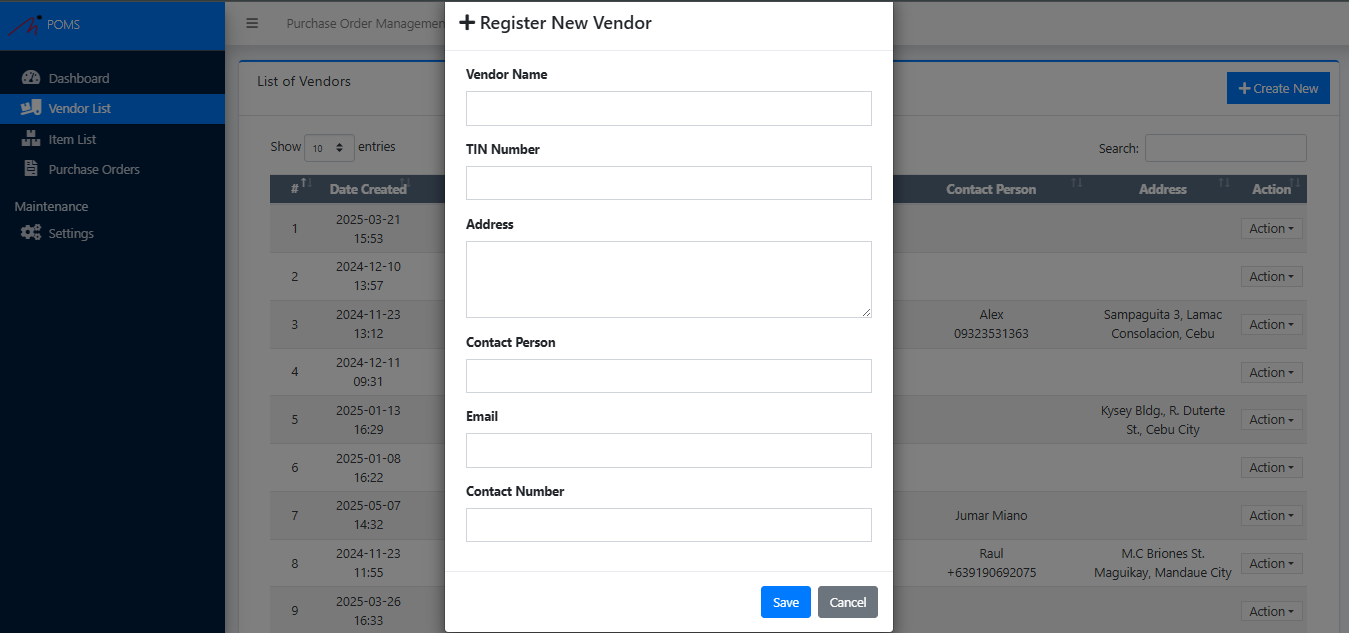 POMS
Dashboard
Vendor List
Item List
Purchase Orders
Maintenance
Settings
Purchase Order Managemen
List of Vendors
Create New
Show 10 entries
Search:
# Date Created Contact Person Address Action
1 2025-03-21 Action
15:53
2 2024-12-10 Action
13:57
3 2024-11-23 Alex Sampaguita 3, Lamac Action
13:12 09323531363 Consolacion, Cebu
4 2024-12-11 Action
09:31
5 2025-01-13 Kysey Bldg., R. Duterte Action
16:29 St., Cebu City
6 2025-01-08 Action
16:22
7 2025-05-07 Jumar Miano Action
14:32
8 2024-11-23 Raul M.C Briones St. Action
11:55 +639190692075 Maguikay, Mandaue City
9 2025-03-26 Action
16:33
Register New Vendor
Vendor Name
TIN Number
Address
Contact Person
Email
Contact Number
Save Cancel